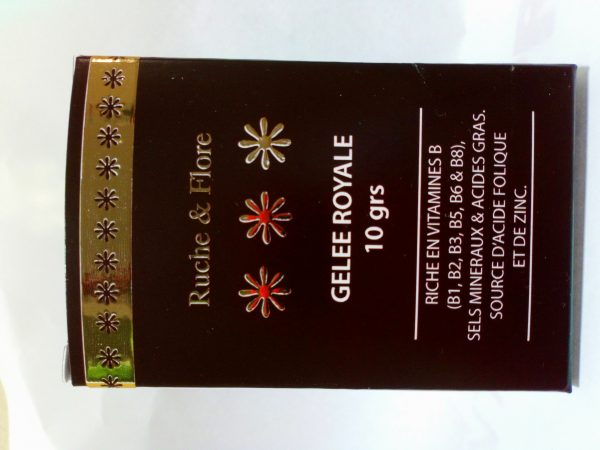 Ruche & Flore
GELEE ROYALE
10 grs
RICHE EN VITAMINES B
(B1, B2, B3, B5, B6 & B8),
SELS MINERAUX & ACIDES GRAS.
SOURCE D'ACIDE FOLIQUE
ET DE ZINC.